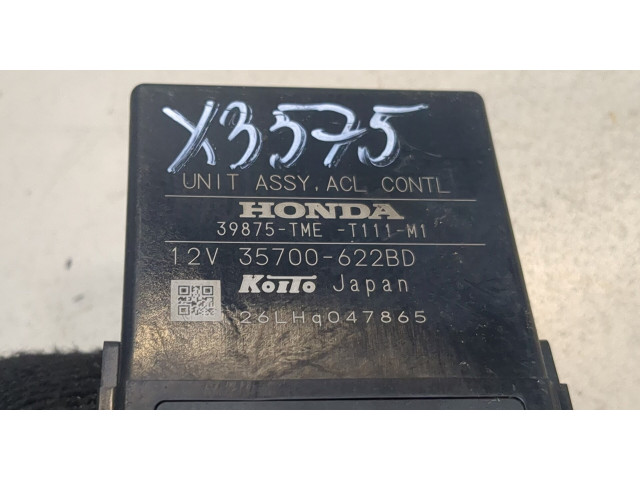 X3575
UNIT ASSY, ACL CONTL
HONDA
39875-TME -T111-M1
12V 35700-622BD
KoITO Japan
26LHq047865